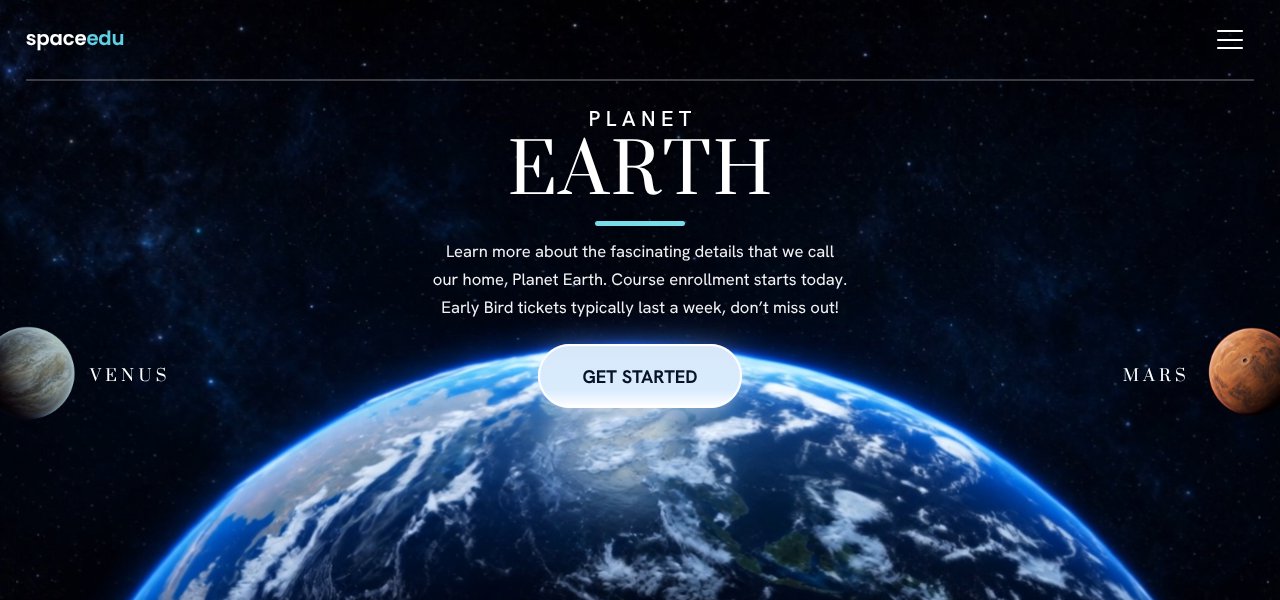 spaceedu
PLANET
EARTH
Learn more about the fascinating details that we call
our home, Planet Earth. Course enrollment starts today.
Early Bird tickets typically last a week, don’t miss out!
VENUS
GET STARTED
MARS